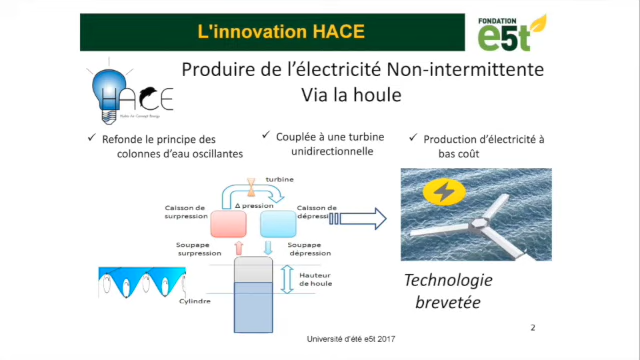 L'innovation HACE
FONDATION
e5t
HACE
Produire de l'électricité Non-intermittente
Via la houle
✓ Refonde le principe des
colonnes d'eau oscillantes
✓ Couplée à une turbine
unidirectionnelle
✓ Production d'électricité à
bas coût
turbine
Caisson de
surpression
Δ pression
Caisson de
dépressi
Soupape
surpression
Soupape
dépression
Hauteur
de houle
Cylindre
Technologie
brevetée
Université d'été e5t 2017
2